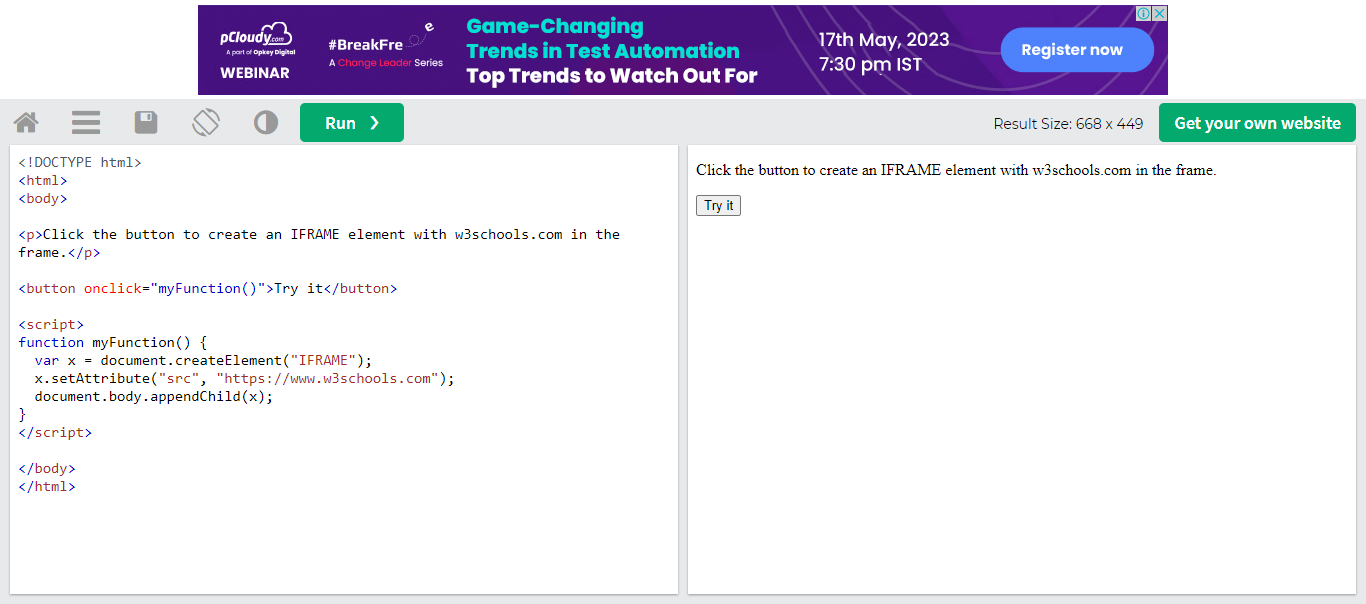 pCloudy.com
A part of Opkey Digital
WEBINAR
#BreakFre e
A Change Leader Series
Game-Changing
Trends in Test Automation
Top Trends to Watch Out For
17th May, 2023
7:30 pm IST
Register now
Run ❯
Result Size: 668 x 449
Get your own website
<!DOCTYPE html>
<html>
<body>
<p>Click the button to create an IFRAME element with w3schools.com in the
frame.</p>
<button onclick="myFunction()">Try it</button>
<script>
function myFunction() {
  var x = document.createElement("IFRAME");
  x.setAttribute("src", "https://www.w3schools.com");
  document.body.appendChild(x);
}
</script>
</body>
</html>
Click the button to create an IFRAME element with w3schools.com in the frame.
Try it